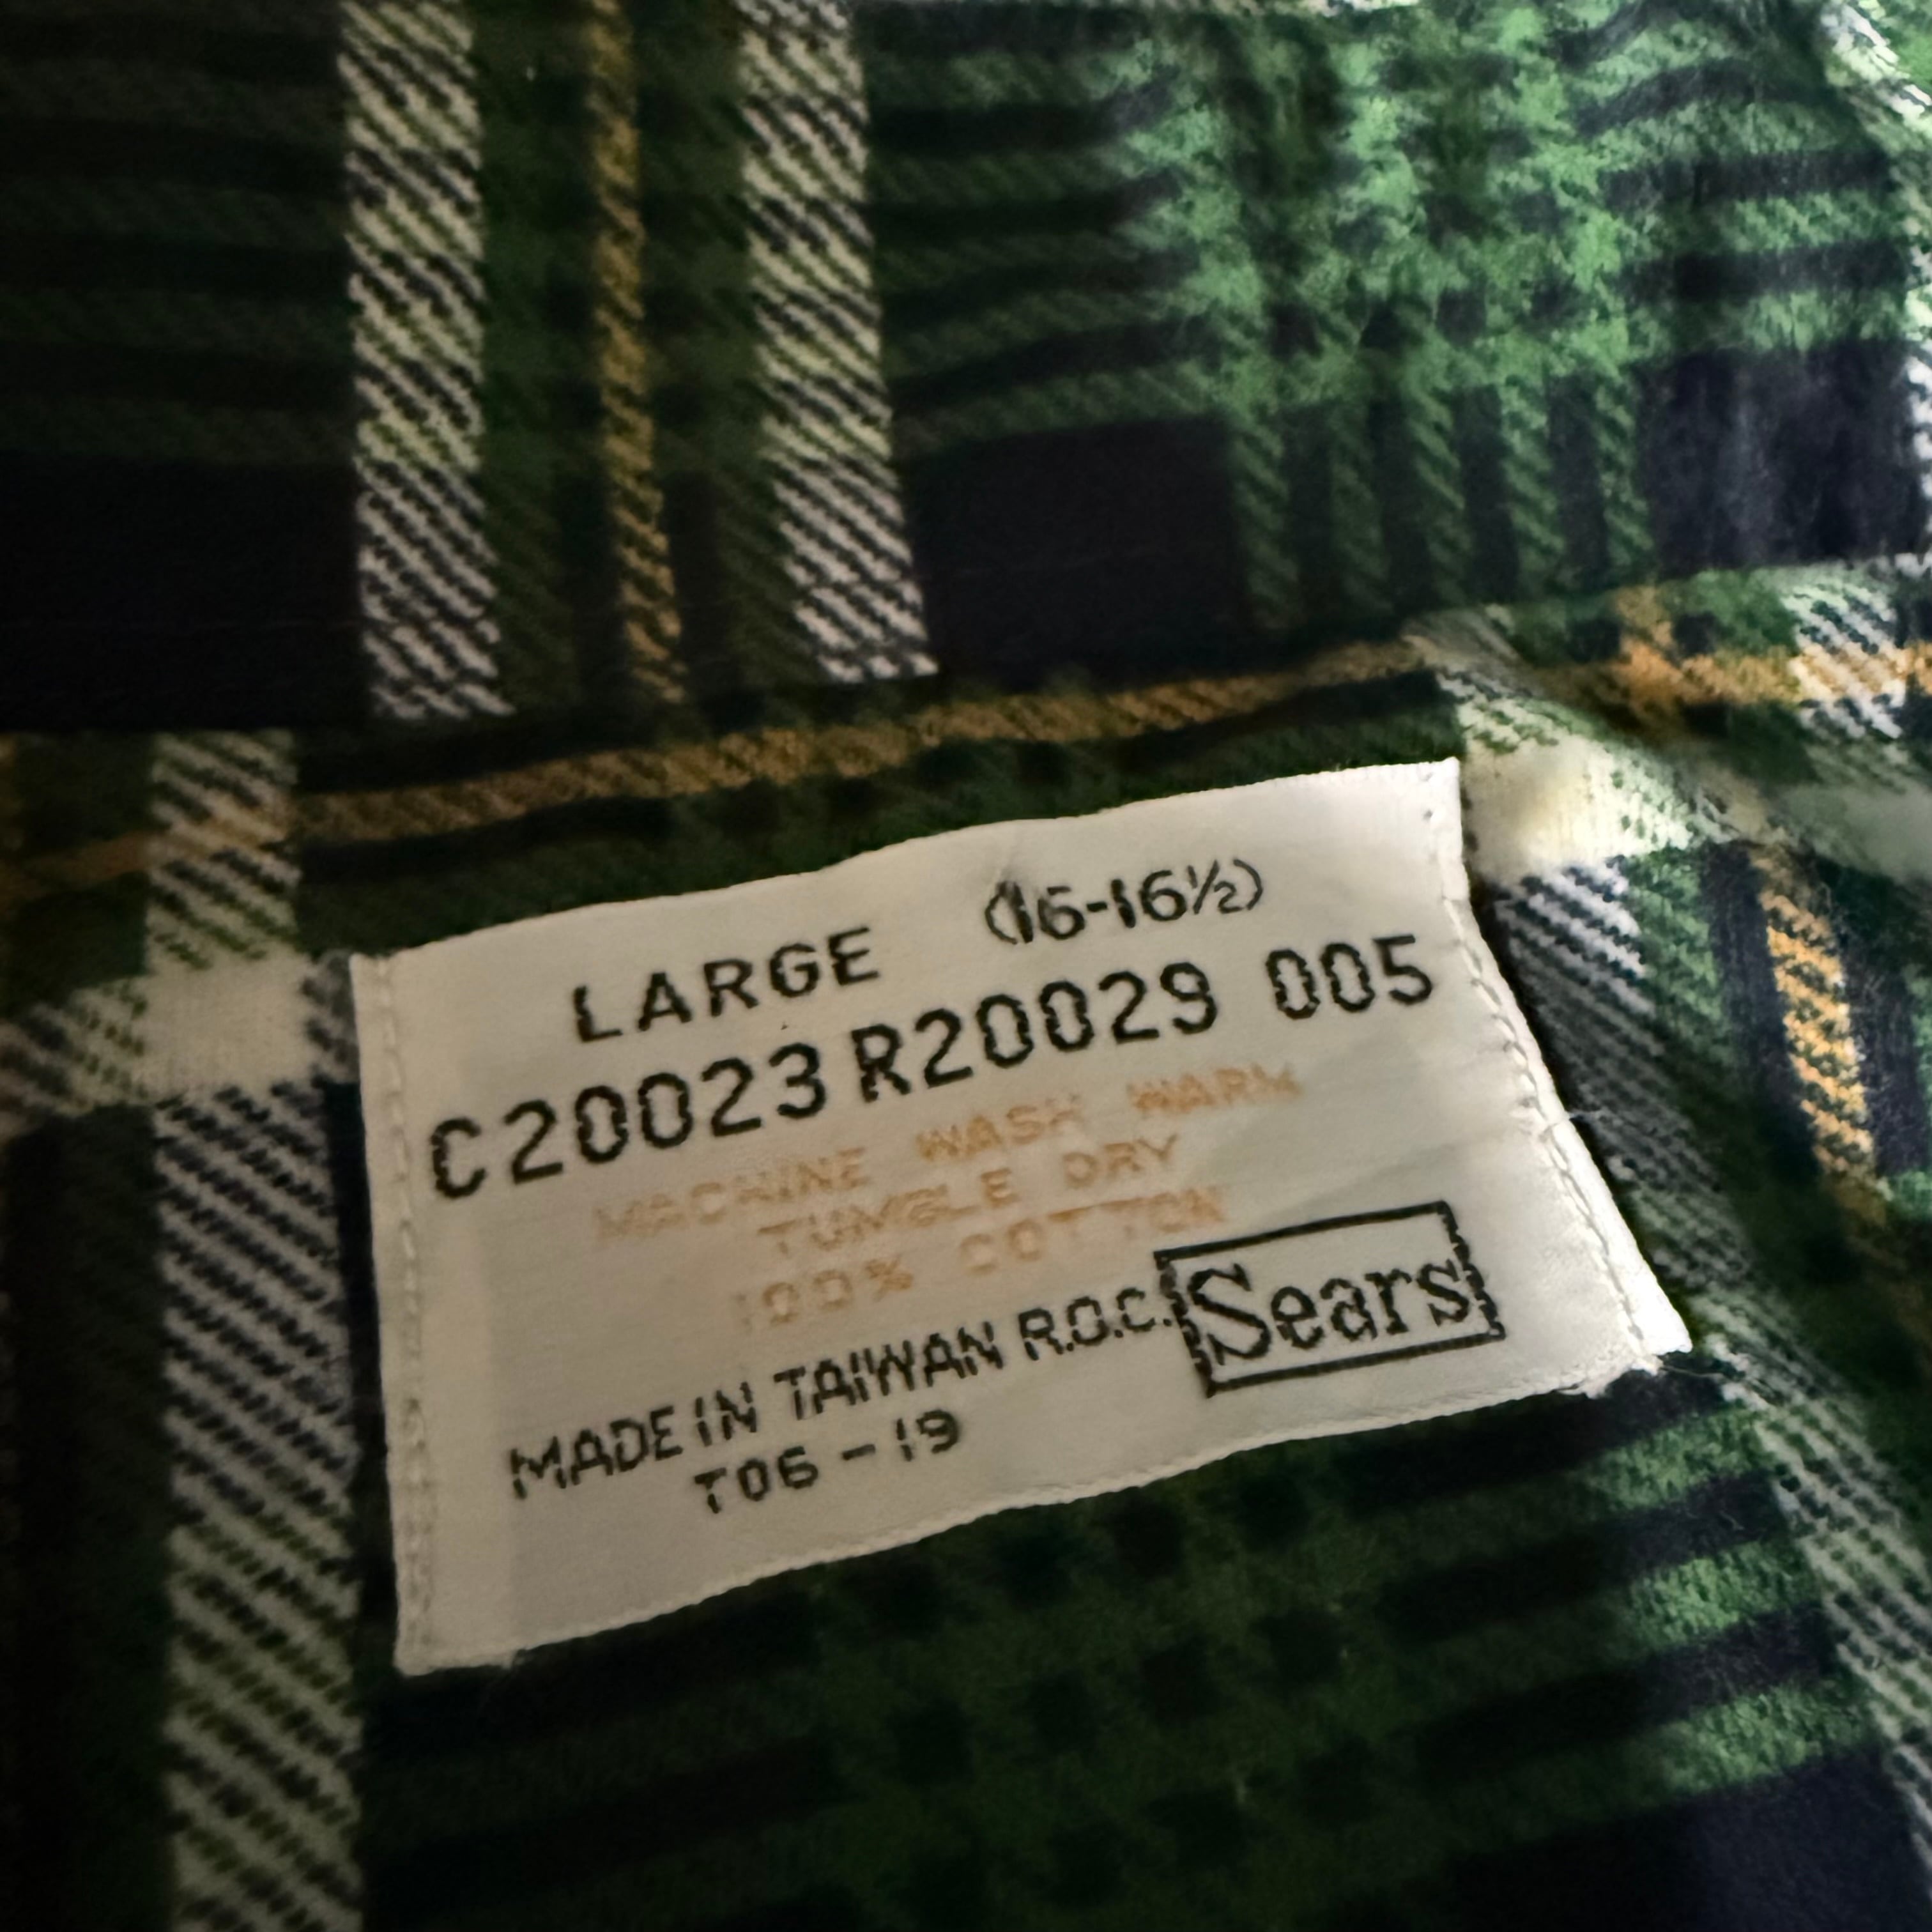 LARGE (16-16½)
C20023 R20029 005
MACHINE WASH WARM
TUMBLE DRY
100% COTTON
MADE IN TAIWAN R.O.C. Sears
T06-19